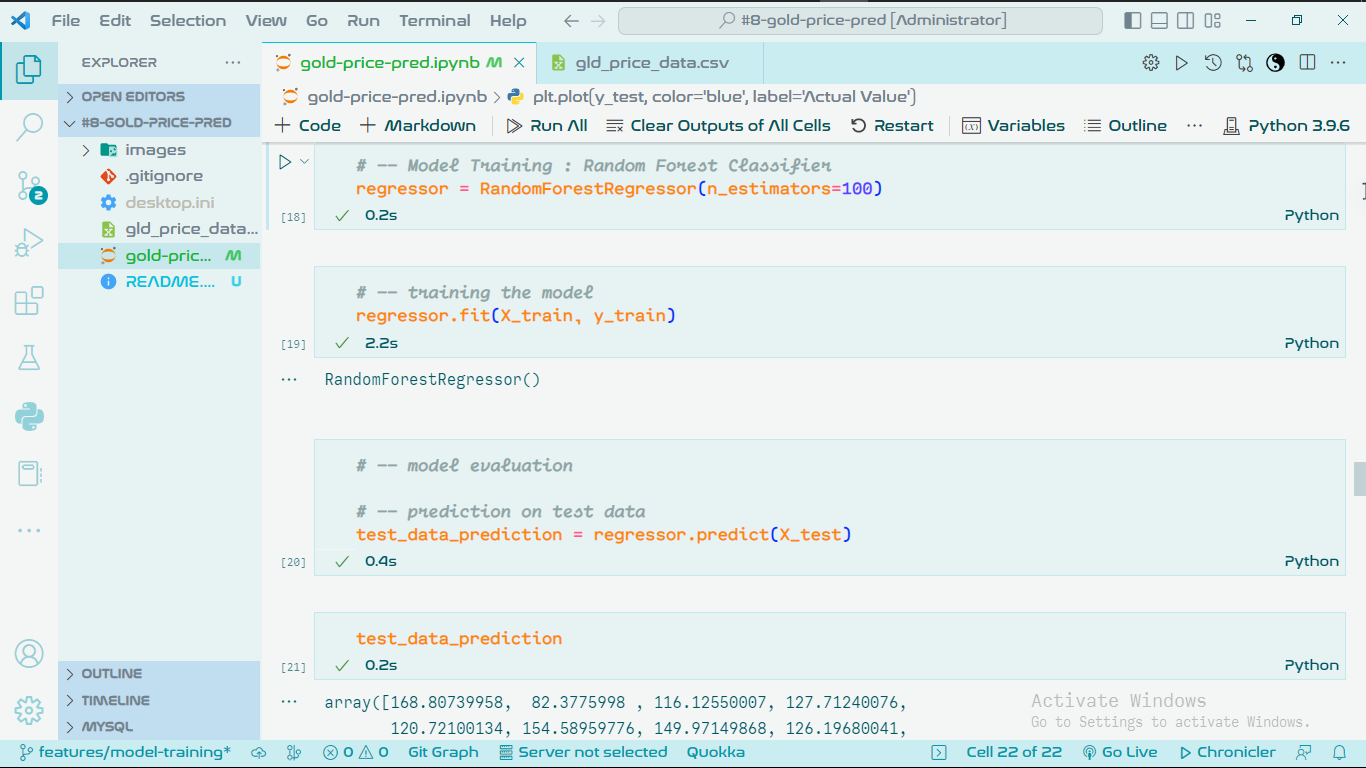 File Edit Selection View Go Run Terminal Help
#8-gold-price-pred [Administrator]
EXPLORER
OPEN EDITORS
#8-GOLD-PRICE-PRED
images
.gitignore
desktop.ini
gld_price_data...
gold-pric... M
README.... U
OUTLINE
TIMELINE
MYSQL
2
gold-price-pred.ipynb M
gld_price_data.csv
gold-price-pred.ipynb > plt.plot(y_test, color='blue', label='Actual Value')
+ Code + Markdown Run All Clear Outputs of All Cells Restart Variables Outline ... Python 3.9.6
# -- Model Training : Random Forest Classifier
regressor = RandomForestRegressor(n_estimators=100)
[18] 0.2s Python
# -- training the model
regressor.fit(X_train, y_train)
[19] 2.2s Python
... RandomForestRegressor()
# -- model evaluation
# -- prediction on test data
test_data_prediction = regressor.predict(X_test)
[20] 0.4s Python
test_data_prediction
[21] 0.2s Python
... array([168.80739958, 82.3775998 , 116.12550007, 127.71240076,
120.72100134, 154.58959776, 149.97149868, 126.19680041,
Activate Windows
Go to Settings to activate Windows.
features/model-training* 0 0 Git Graph Server not selected Quokka Cell 22 of 22 Go Live Chronicler